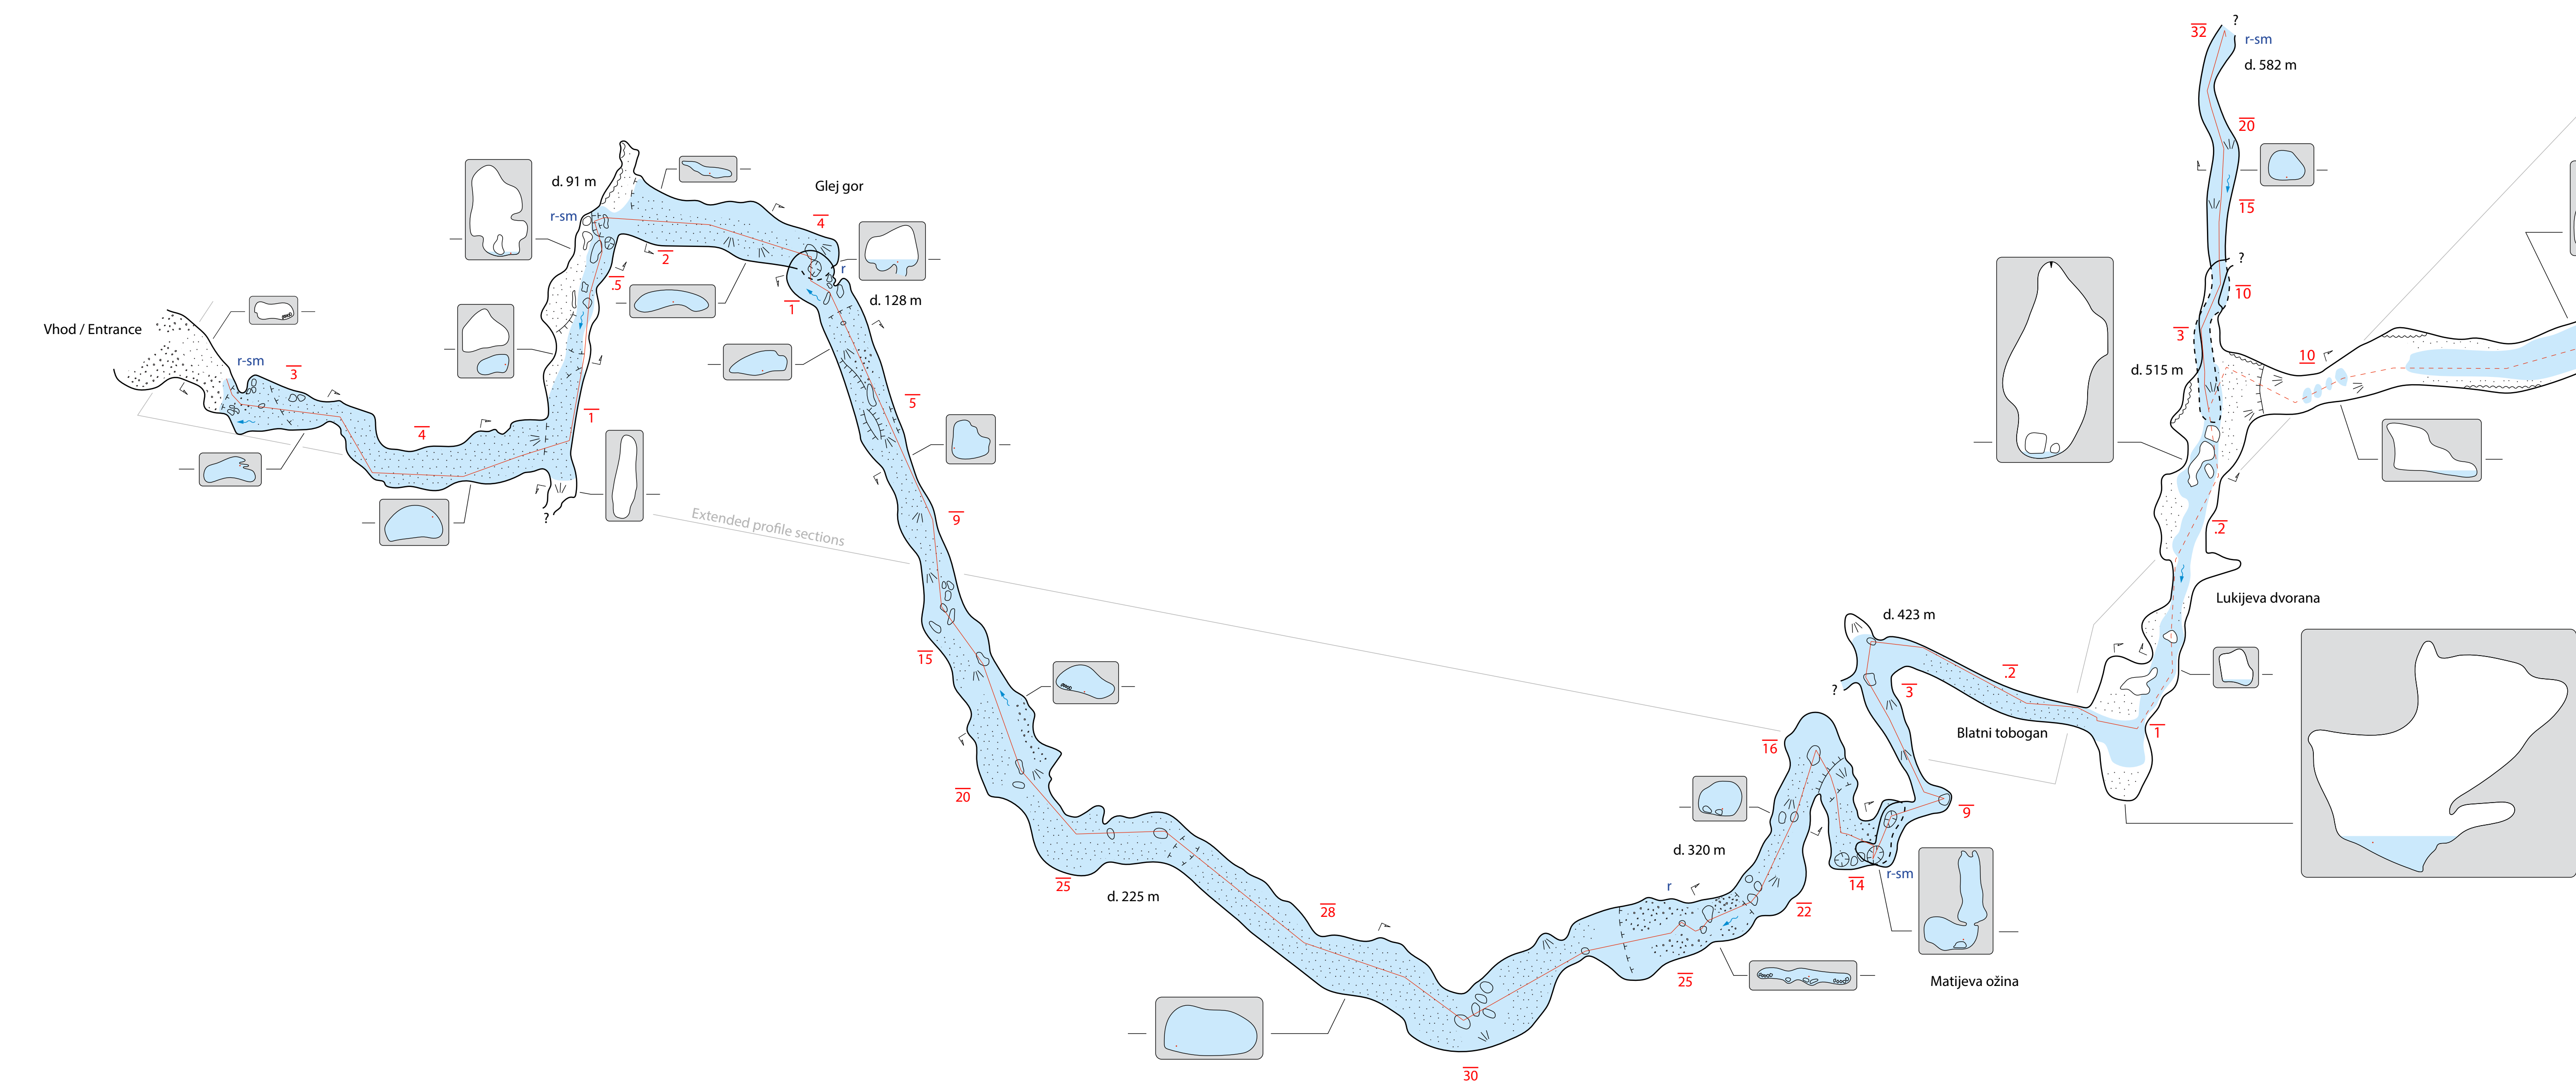 32
?
r-sm
d. 582 m
20
15
?
10
3
d. 515 m
10
.2
Lukijeva dvorana
d. 91 m
r-sm
Glej gor
4
2
.5
r
1
d. 128 m
Vhod / Entrance
r-sm
3
4
1
?
5
9
Extended profile sections
15
20
25
d. 225 m
28
30
25
r
22
d. 320 m
16
14
r-sm
Matijeva ožina
9
3
?
d. 423 m
.2
Blatni tobogan
1